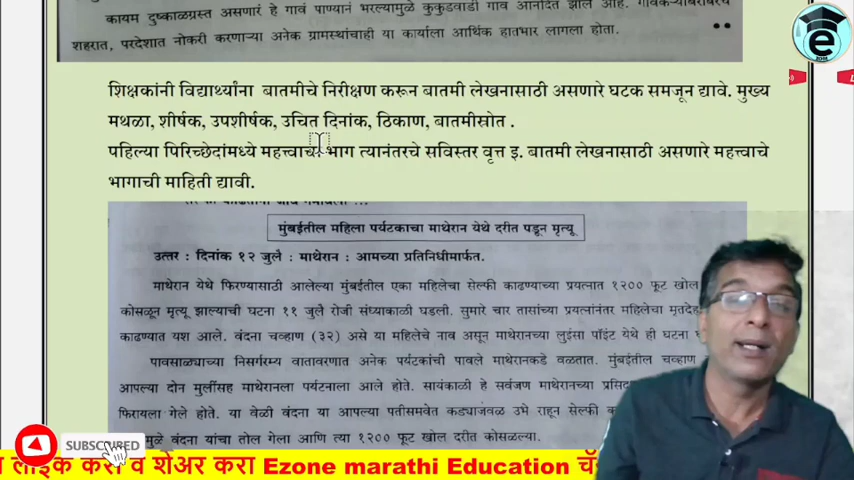 कायम दुष्काळग्रस्त असणारं हे गावं पाण्यानं भरल्यामुळे कुकुडवाडी गाव आनंदित झाले आहे.
शहरात, परदेशात नोकरी करणाऱ्या अनेक ग्रामस्थांचाही या कार्याला आर्थिक हातभार लागला होता.
शिक्षकांनी विद्यार्थ्यांना बातमीचे निरीक्षण करून बातमी लेखनासाठी असणारे घटक समजून द्यावे. मुख्य
मथळा, शीर्षक, उपशीर्षक, उचित दिनांक, ठिकाण, बातमीस्रोत .
पहिल्या पिरिच्छेदांमध्ये महत्त्वाचा भाग त्यानंतरचे सविस्तर वृत्त इ. बातमी लेखनासाठी असणारे महत्त्वाचे
भागाची माहिती द्यावी.
मुंबईतील महिला पर्यटकाचा माथेरान येथे दरीत पडून मृत्यू
उत्तर : दिनांक १२ जुलै : माथेरान : आमच्या प्रतिनिधीमार्फत.
माथेरान येथे फिरण्यासाठी आलेल्या मुंबईतील एका महिलेचा सेल्फी काढण्याच्या प्रयत्नात १२०० फूट खोल
कोसळून मृत्यू झाल्याची घटना ११ जुलै रोजी संध्याकाळी घडली. सुमारे चार तासांच्या प्रयत्नांनंतर महिलेचा मृतदेह
काढण्यात यश आले. वंदना चव्हाण (३२) असे या महिलेचे नाव असून माथेरानच्या लुईसा पॉइंट येथे ही घटना
पावसाळ्याच्या निसर्गरम्य वातावरणात अनेक पर्यटकांची पावले माथेरानकडे वळतात. मुंबईतील चव्हाण
आपल्या दोन मुलींसह माथेरानला पर्यटनाला आले होते. सायंकाळी हे सर्वजण माथेरानच्या
फिरायला गेले होते. या वेळी वंदना या आपल्या पतीसमवेत कड्याजवळ उभे राहून सेल्फी
मुळे वंदना यांचा तोल गेला आणि त्या १२०० फूट खोल दरीत कोसळल्या.
SUBSCRIBED
लाईक करा व शेअर करा Ezone marathi Education